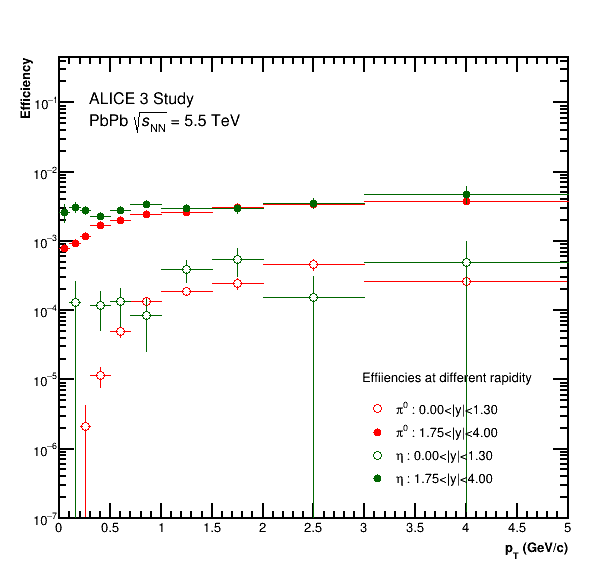 Efficiency
ALICE 3 Study
PbPb √sNN = 5.5 TeV
10⁻¹
10⁻²
10⁻³
10⁻⁴
10⁻⁵
10⁻⁶
10⁻⁷
Effiiencies at different rapidity
π⁰ : 0.00<|y|<1.30
π⁰ : 1.75<|y|<4.00
η : 0.00<|y|<1.30
η : 1.75<|y|<4.00
0 0.5 1 1.5 2 2.5 3 3.5 4 4.5 5
pT (GeV/c)